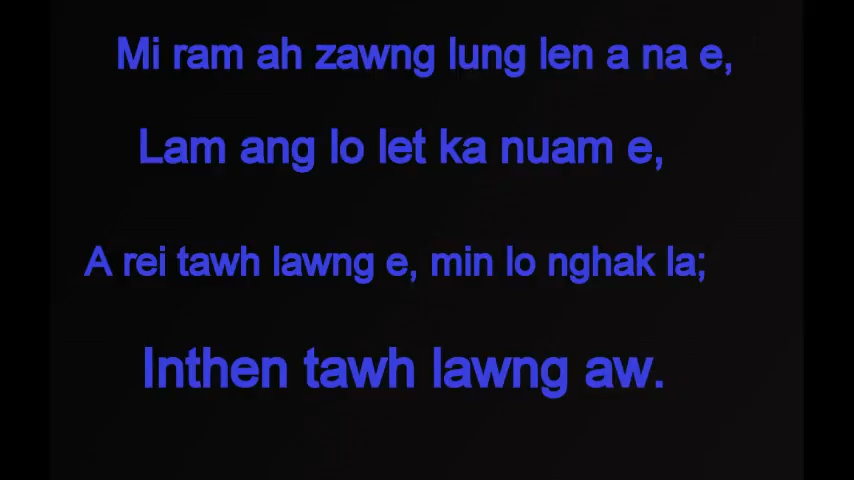 Mi ram ah zawng lung len a na e,
Lam ang lo let ka nuam e,
A rei tawh lawng e, min lo nghak la;
Inthen tawh lawng aw.